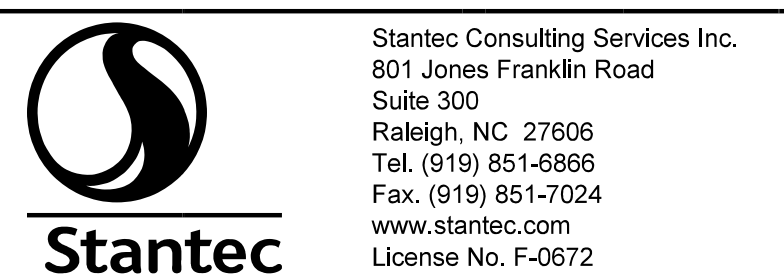 Stantec Consulting Services Inc.
801 Jones Franklin Road
Suite 300
Raleigh, NC  27606
Tel. (919) 851-6866
Fax. (919) 851-7024
www.stantec.com
License No. F-0672
Stantec